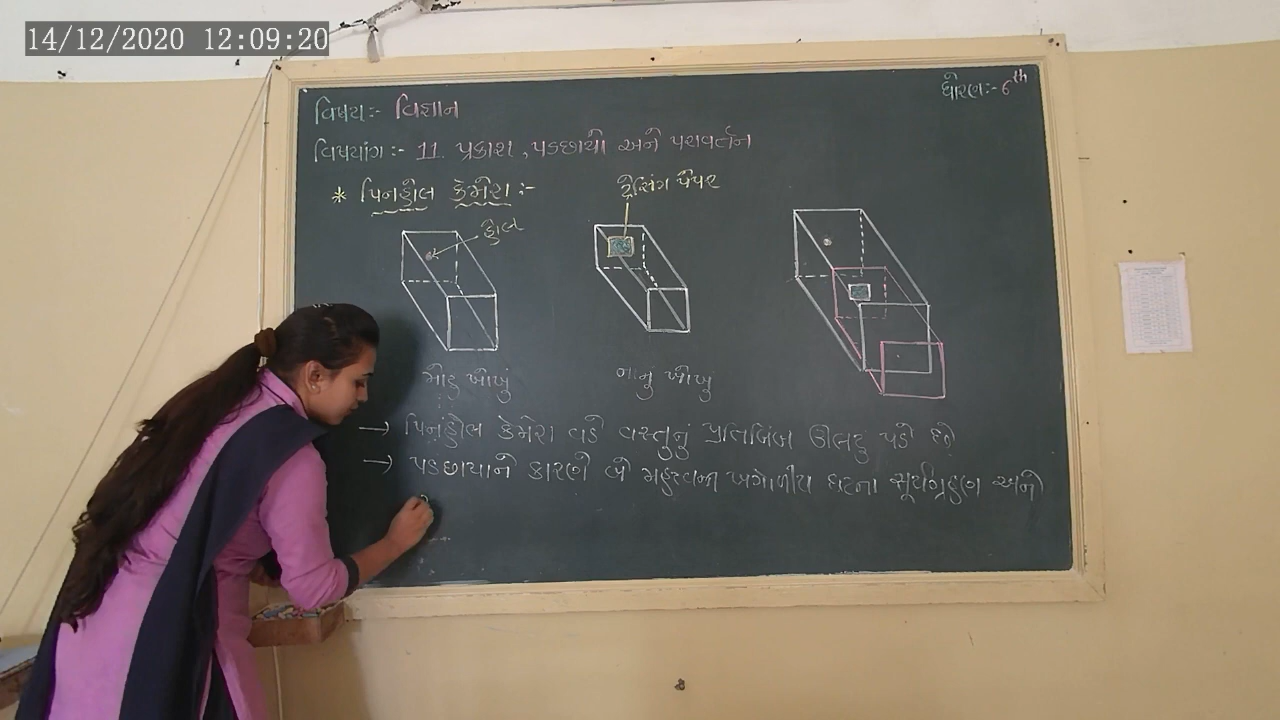 14/12/2020 12:09:20
ધોરણ:- ૬th
વિષય:- વિજ્ઞાન
વિષયાંગ:- 11. પ્રકાશ, પડછાયો અને પરાવર્તન
* પિનહોલ કેમેરા:-
હોલ
ટ્રેસિંગ પેપર
મોટુ ખોખું
નાનુ ખોખું
→ પિનહોલ કેમેરા વડે વસ્તુનું પ્રતિબિંબ ઊલટું પડે છે
→ પડછાયાને કારણે બે મહત્વની ખગોળીય ઘટના સૂર્યગ્રહણ અને